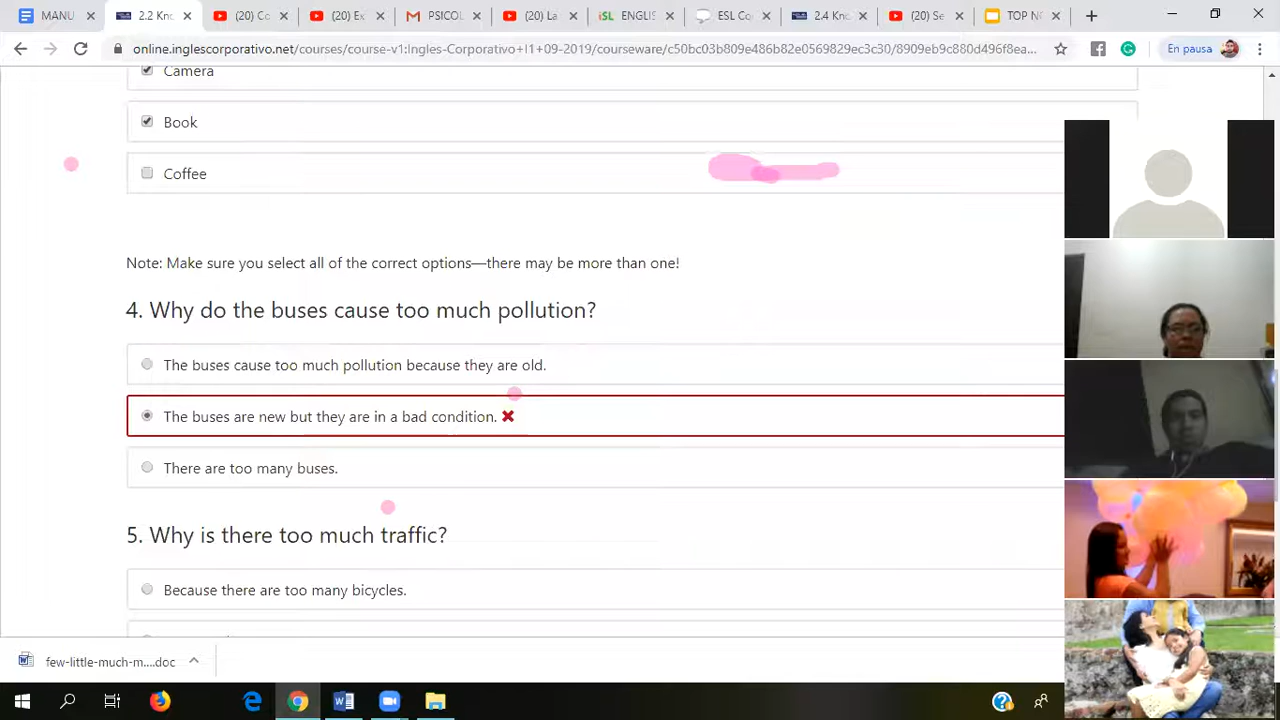 MANU
2.2 Kno
(20) Co
(20) Ex
PSICOL
(20) La
iSL ENGLIS
ESL Co
2.4 Kno
(20) Se
TOP N
online.inglescorporativo.net/courses/course-v1:Ingles-Corporativo+I1+09-2019/courseware/c50bc03b809e486b82e0569829ec3c30/8909eb9c880d496f8ea...
En pausa
Camera
Book
Coffee
Note: Make sure you select all of the correct options—there may be more than one!
4. Why do the buses cause too much pollution?
The buses cause too much pollution because they are old.
The buses are new but they are in a bad condition. ✖
There are too many buses.
5. Why is there too much traffic?
Because there are too many bicycles.
few-little-much-m....doc